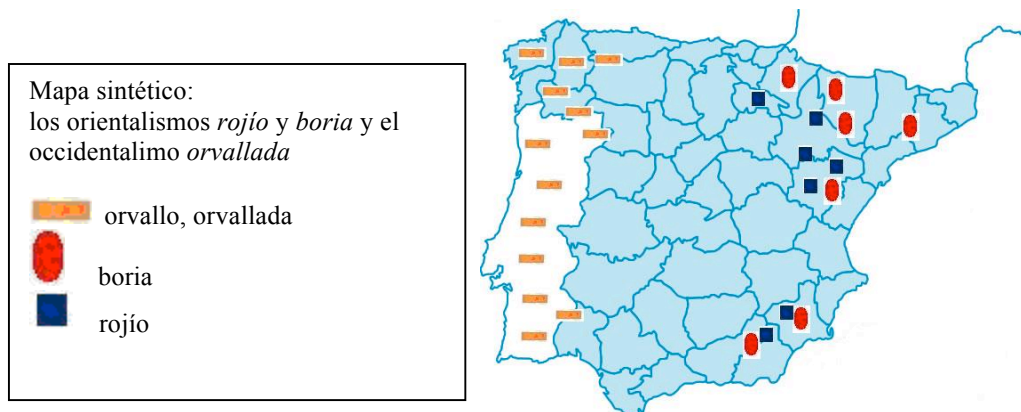 Mapa sintético:
los orientalismos rojío y boria y el
occidentalimo orvallada
orvallo, orvallada
boria
rojío